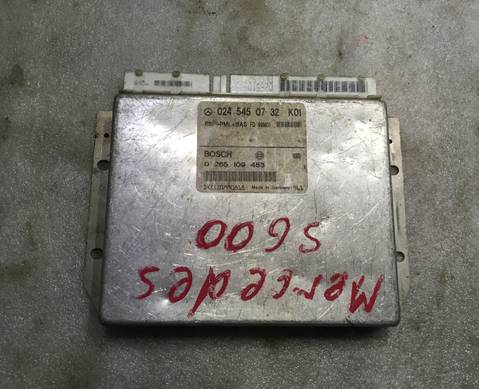 024 545 07 32 K01
BOSCH
0 265 109 453
Made in Germany
Mercedes
S600